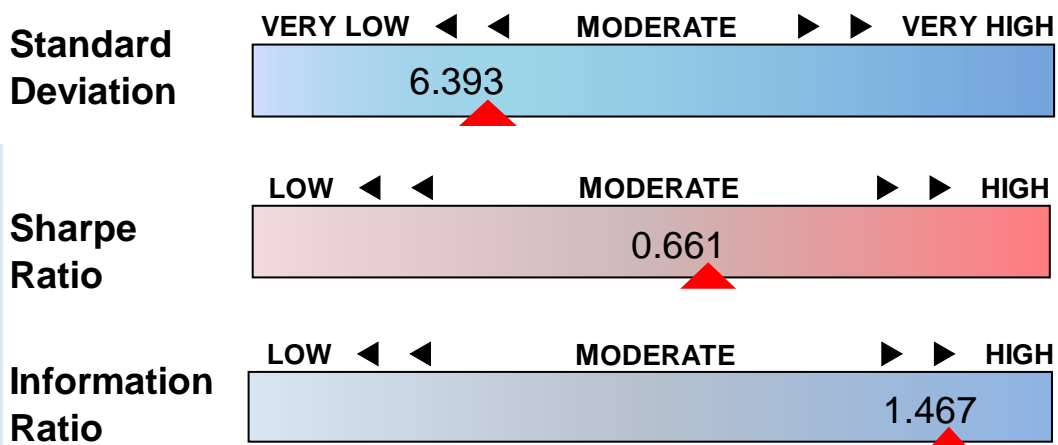 Standard
Deviation
VERY LOW ◄ ◄ MODERATE ► ► VERY HIGH
6.393
Sharpe
Ratio
LOW ◄ ◄ MODERATE ► ► HIGH
0.661
Information
Ratio
LOW ◄ ◄ MODERATE ► ► HIGH
1.467